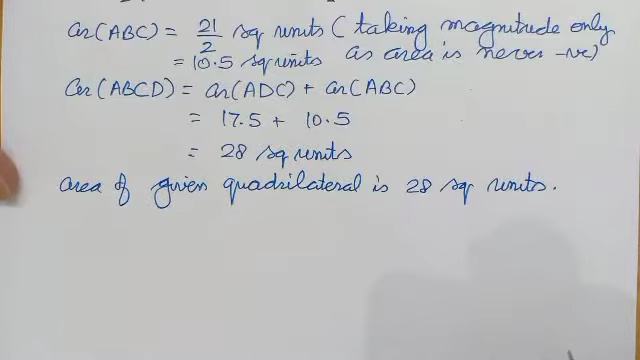 ar(ABC) = 21/2 sq units (taking magnitude only
= 10.5 sq units as area is never -ve)
ar(ABCD) = ar(ADC) + ar(ABC)
= 17.5 + 10.5
= 28 sq units
area of given quadrilateral is 28 sq units.